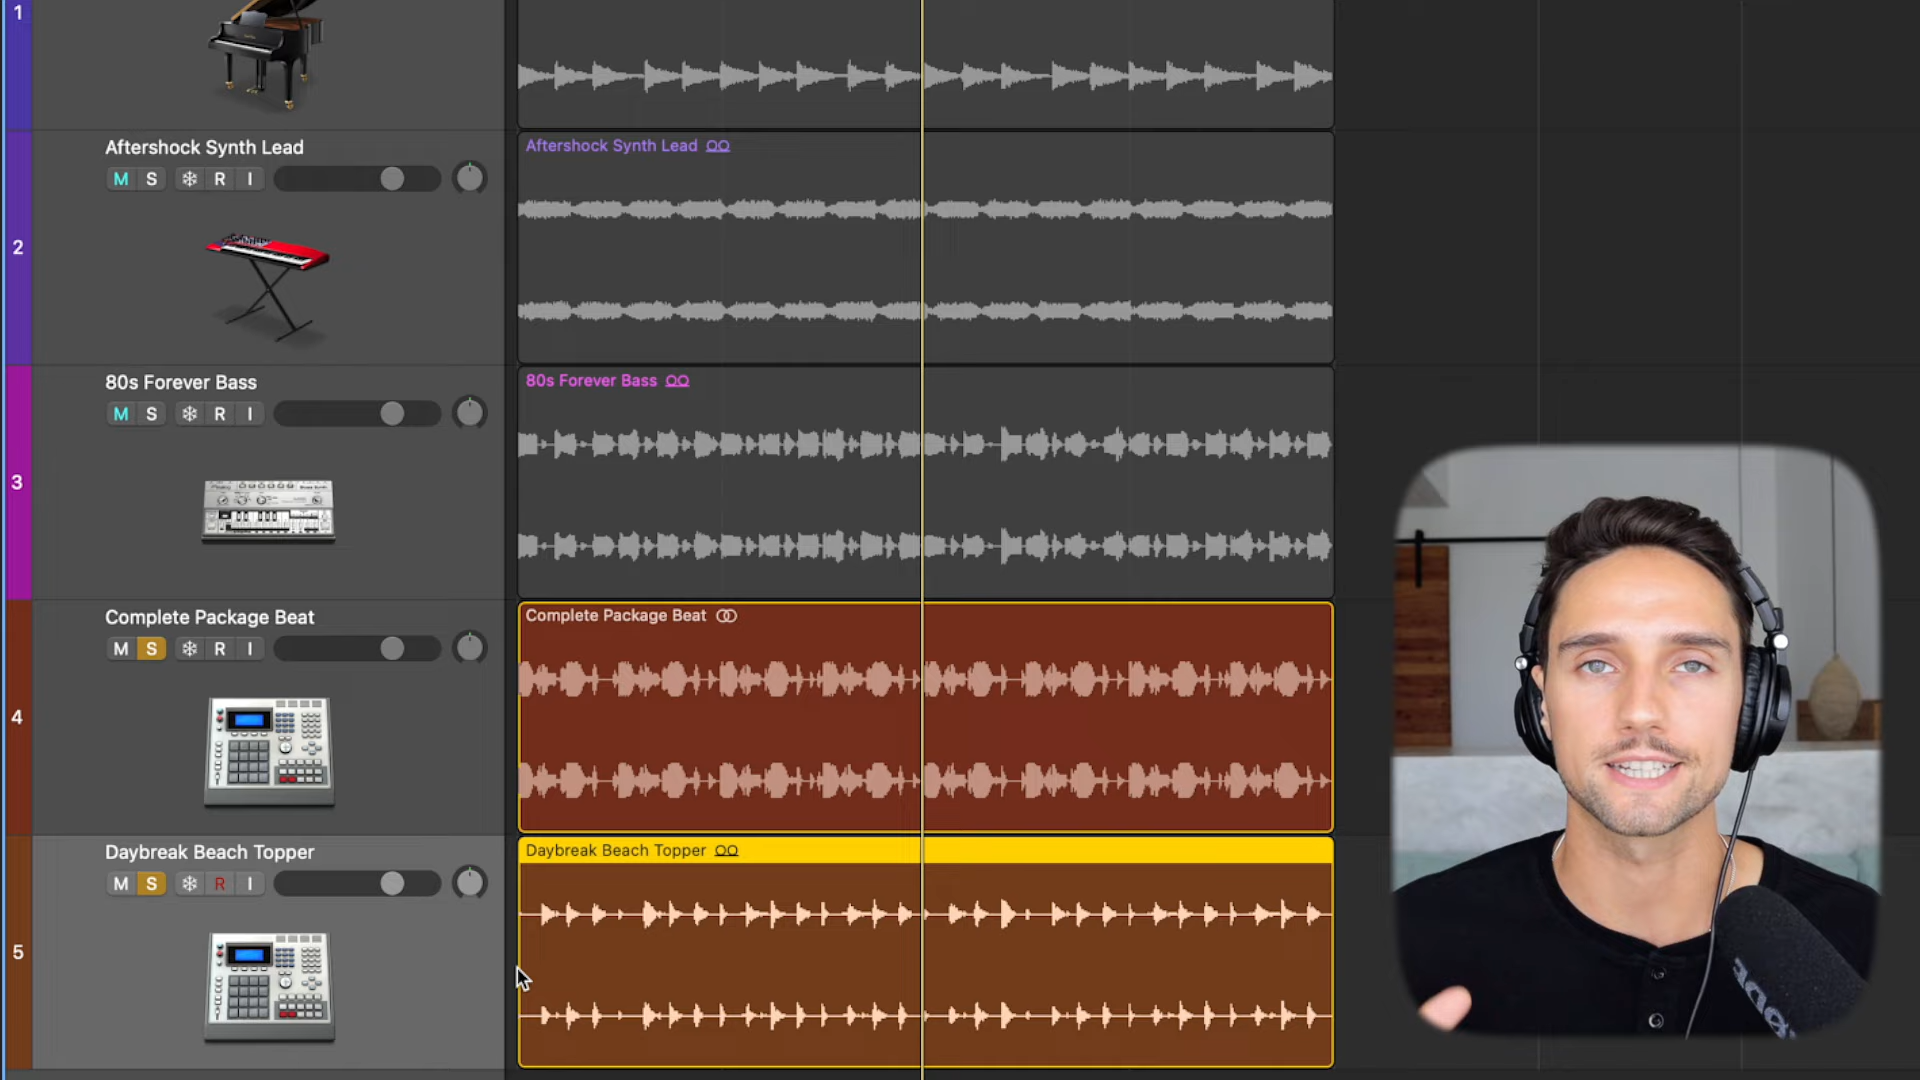 1
Aftershock Synth Lead
M S R I
Aftershock Synth Lead
2
80s Forever Bass
M S R I
80s Forever Bass
3
Complete Package Beat
M S R I
Complete Package Beat
4
Daybreak Beach Topper
M S R I
Daybreak Beach Topper
5